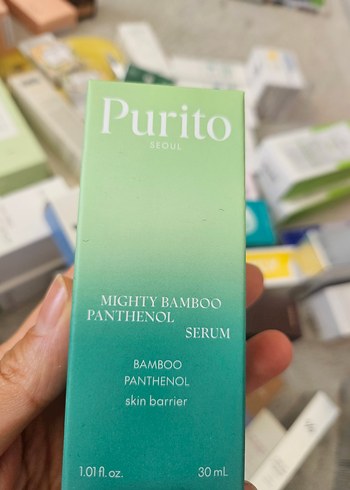 Purito
SEOUL
MIGHTY BAMBOO
PANTHENOL
SERUM
BAMBOO
PANTHENOL
skin barrier
1.01 fl. oz. 30 mL